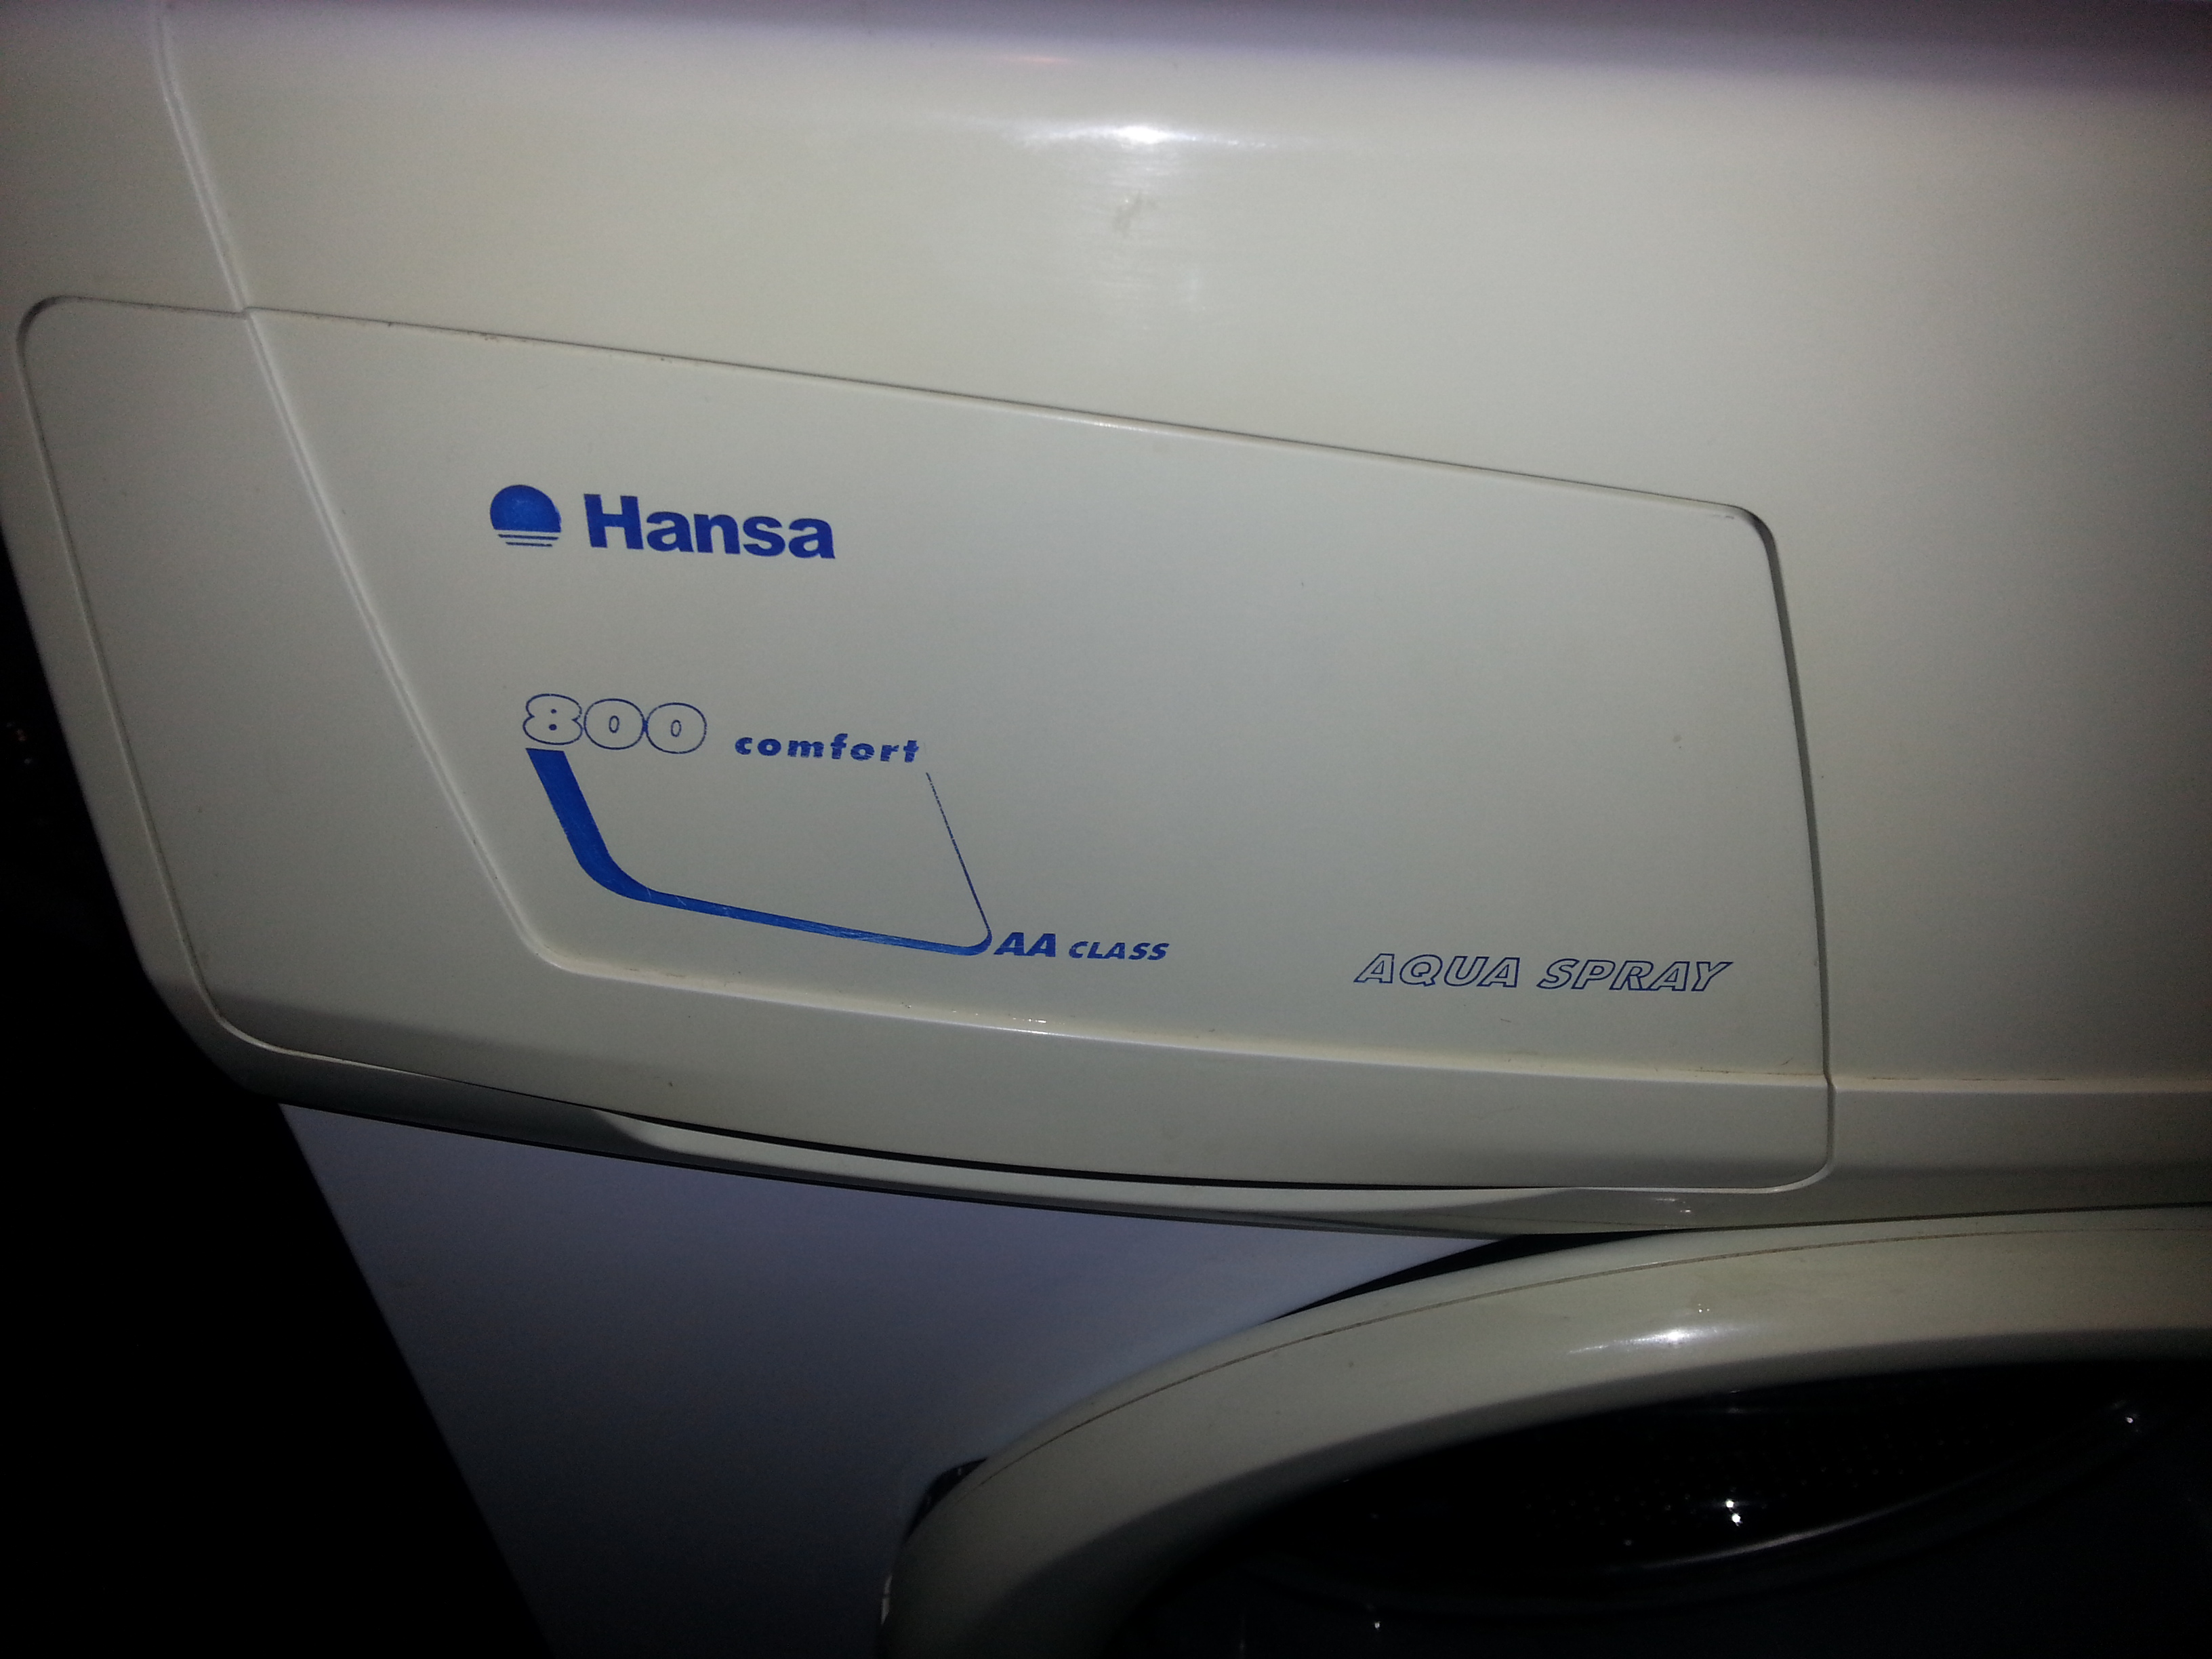 Hansa
800 comfort
AA CLASS
AQUA SPRAY